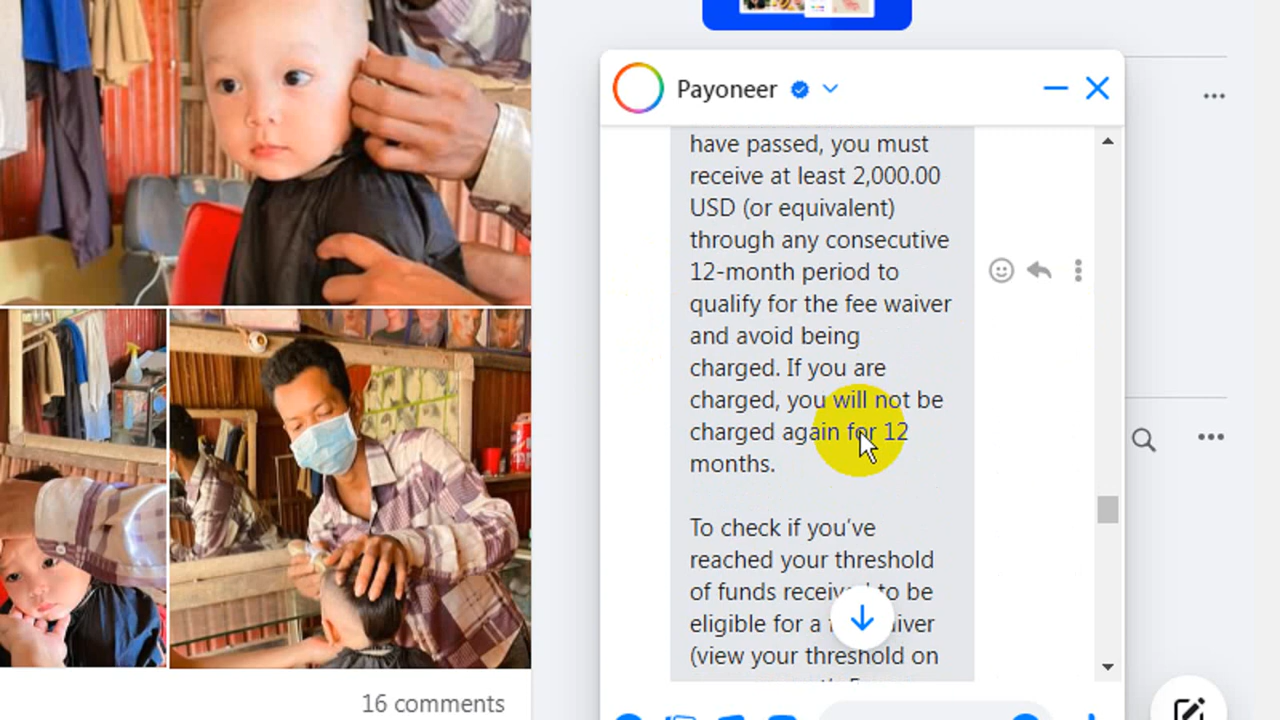 Payoneer
have passed, you must
receive at least 2,000.00
USD (or equivalent)
through any consecutive
12-month period to
qualify for the fee waiver
and avoid being
charged. If you are
charged, you will not be
charged again for 12
months.
To check if you've
reached your threshold
of funds received to be
eligible for a fee waiver
(view your threshold on
16 comments